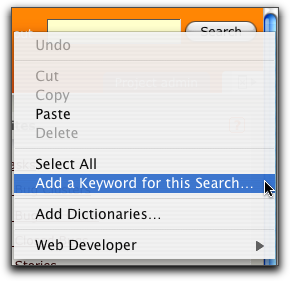 Search
Undo
Cut
Copy
Paste
Delete
Select All
Add a Keyword for this Search...
Add Dictionaries...
Web Developer
Stories